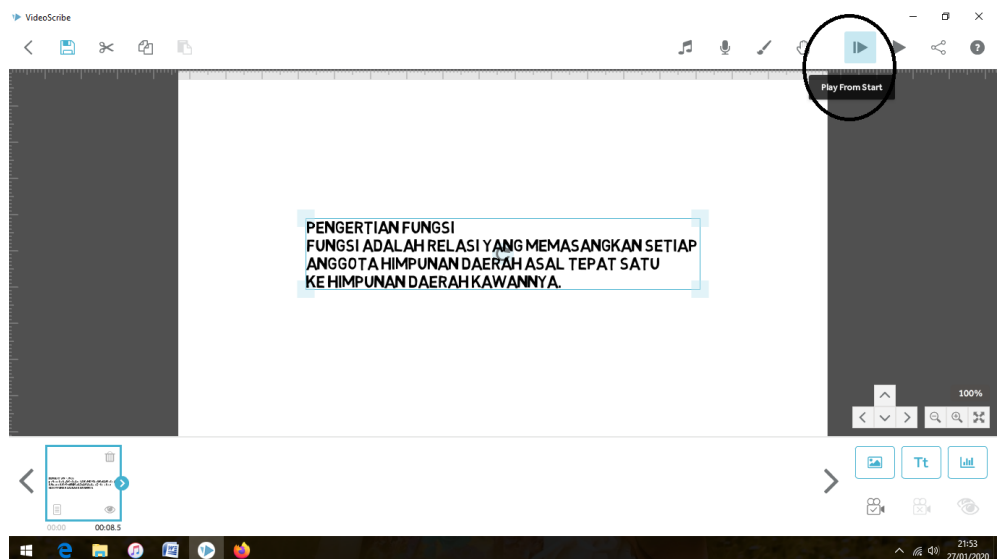 VideoScribe
Play From Start
PENGERTIAN FUNGSI
FUNGSI ADALAH RELASI YANG MEMASANGKAN SETIAP
ANGGOTA HIMPUNAN DAERAH ASAL TEPAT SATU
KE HIMPUNAN DAERAH KAWANNYA.
100%
Tt
00:00 00:08.5
21:53
27/01/2020